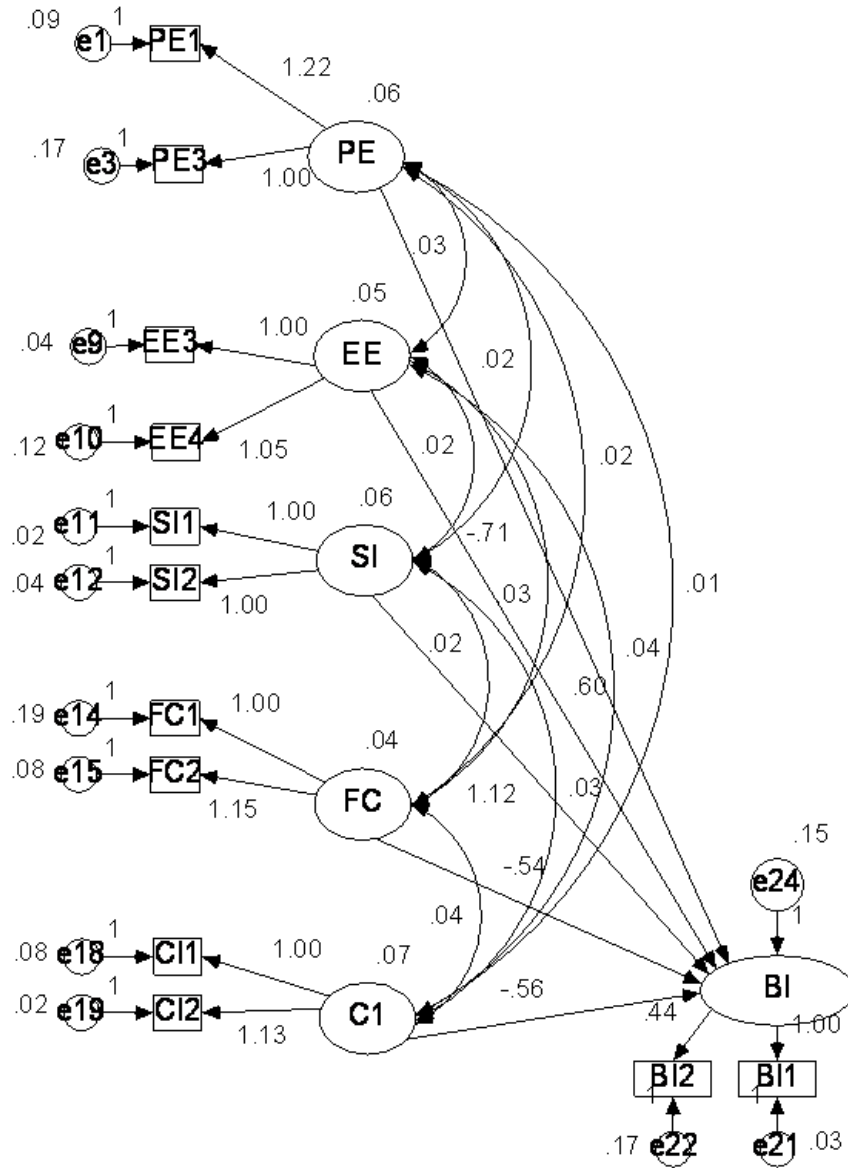 .09 1
e1 PE1
1.22
.06
.17 1
e3 PE3 PE
1.00
.03
.05
1
1.00
.04 e9 EE3 EE
.02
1
.12 e10 EE4
1.05
.02
.02
1
.06
1.00
e11 SI1
.02
-.71
1
SI
.04 e12 SI2
1.00
.03
.01
.02
.04
.60
1
1.00
.19 e14 FC1
.04
1
.08 e15 FC2
FC
1.15
1.12
.03
.15
-.54
e24
.04
1
1
1.00
.07
.08 e18 CI1
1
-.56
BI
.02 e19 CI2
C1
.44
1.00
1.13
BI2 BI1
1 1
.17 e22 e21 .03